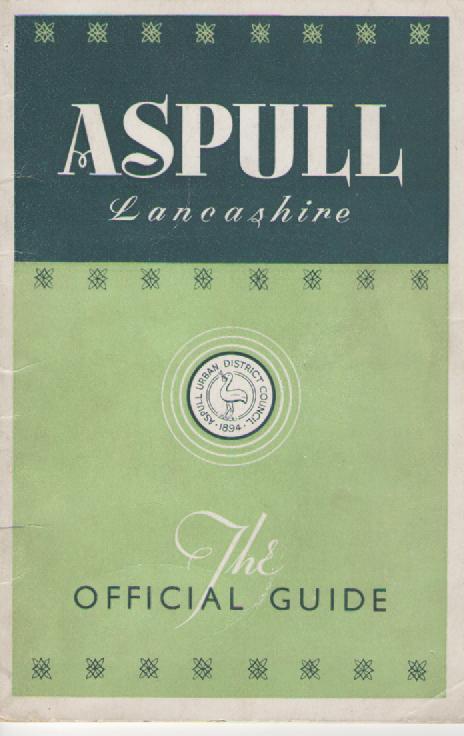 ASPULL
Lancashire
ASPULL URBAN DISTRICT COUNCIL
· 1894 ·
The
OFFICIAL GUIDE